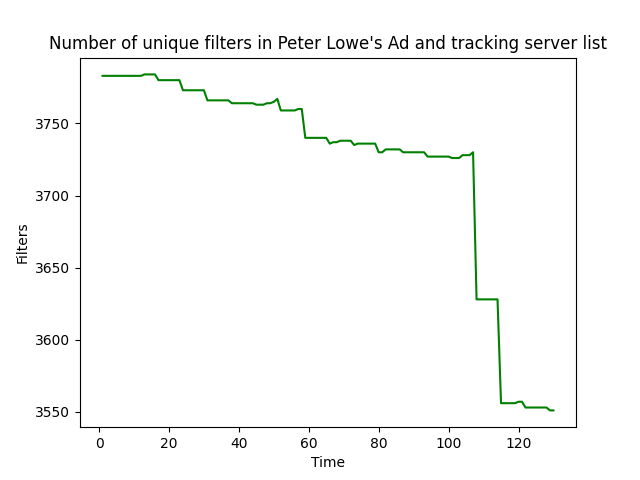 Number of unique filters in Peter Lowe's Ad and tracking server list
3750
3700
3650
3600
3550
Filters
0 20 40 60 80 100 120
Time